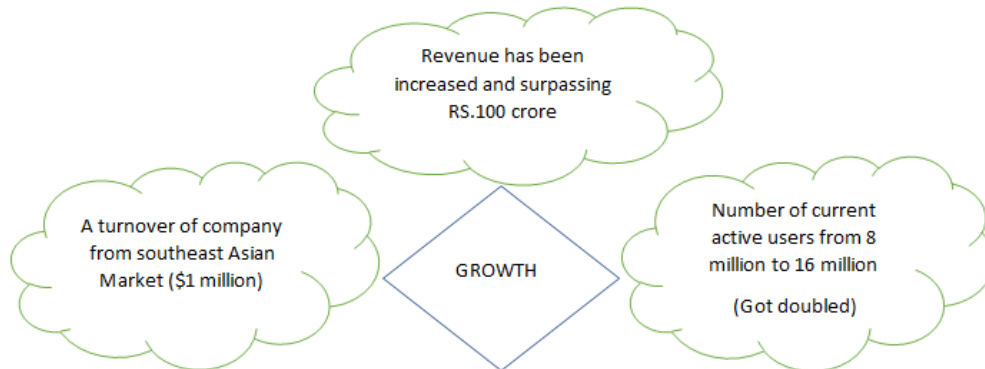 Revenue has been
increased and surpassing
RS.100 crore
A turnover of company
from southeast Asian
Market ($1 million)
GROWTH
Number of current
active users from 8
million to 16 million
(Got doubled)